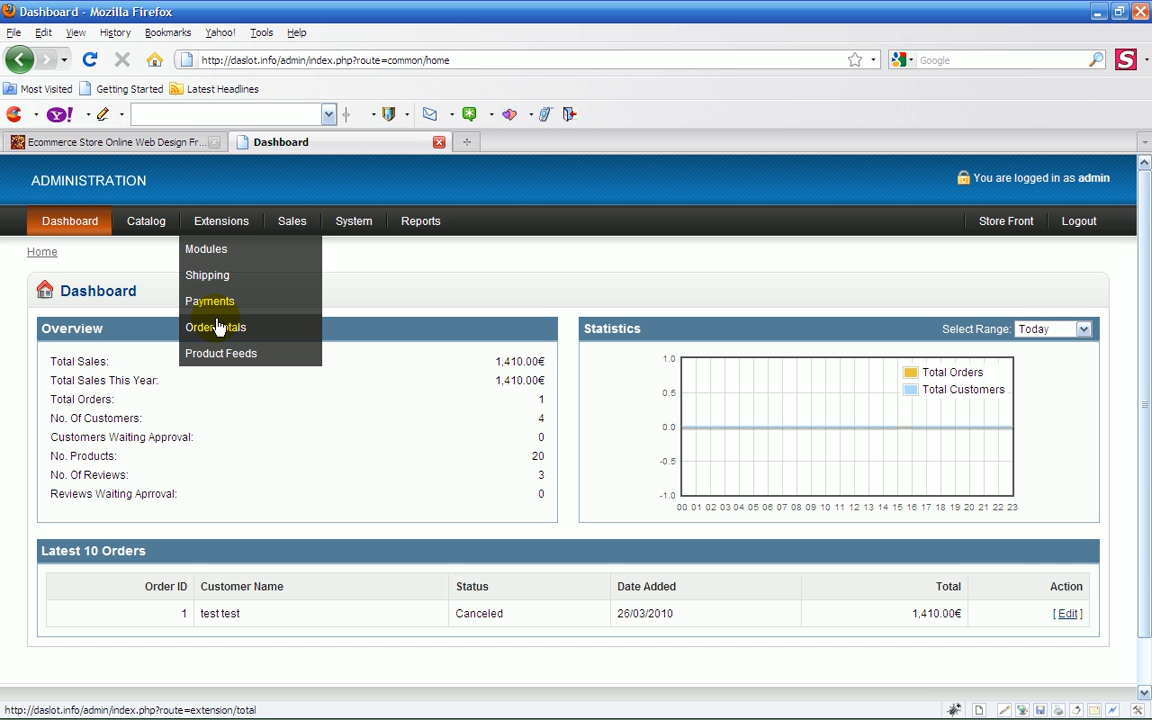 Dashboard - Mozilla Firefox
File Edit View History Bookmarks Yahoo! Tools Help
http://daslot.info/admin/index.php?route=common/home
Google
S
Most Visited Getting Started Latest Headlines
Y!
Ecommerce Store Online Web Design Fr... Dashboard
ADMINISTRATION
You are logged in as admin
Dashboard Catalog Extensions Sales System Reports Store Front Logout
Home
Modules
Shipping
Payments
Order Totals
Product Feeds
Dashboard
Overview
Total Sales: 1,410.00€
Total Sales This Year: 1,410.00€
Total Orders: 1
No. Of Customers: 4
Customers Waiting Approval: 0
No. Products: 20
No. Of Reviews: 3
Reviews Waiting Aprroval: 0
Statistics
Select Range: Today
1.0
0.5
0.0
-0.5
-1.0
Total Orders
Total Customers
00 01 02 03 04 05 06 07 08 09 10 11 12 13 14 15 16 17 18 19 20 21 22 23
Latest 10 Orders
Order ID Customer Name Status Date Added Total Action
1 test test Canceled 26/03/2010 1,410.00€ [ Edit ]
http://daslot.info/admin/index.php?route=extension/total